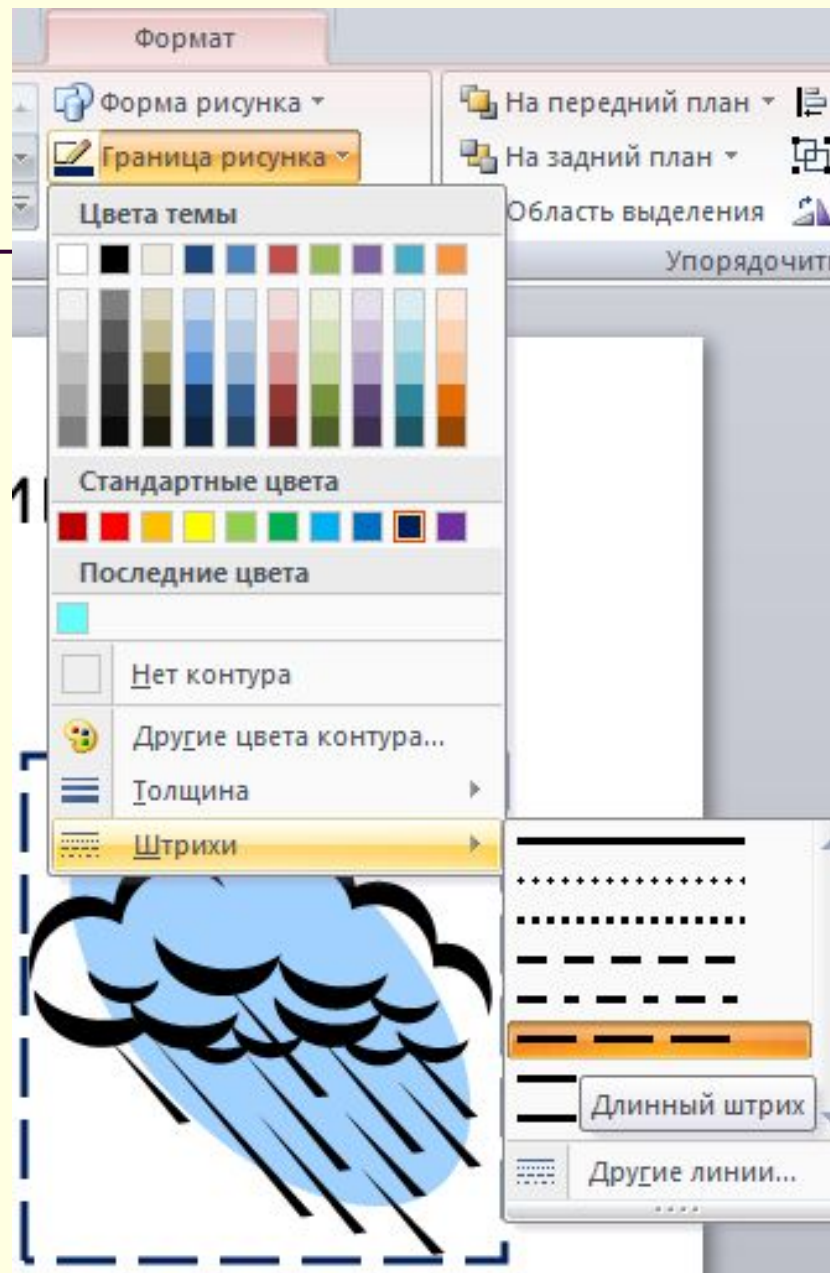 Формат
Форма рисунка
На передний план
Граница рисунка
На задний план
Область выделения
Упорядочить
Цвета темы
Стандартные цвета
Последние цвета
Нет контура
Другие цвета контура...
Толщина
Штрихи
Длинный штрих
Другие линии...